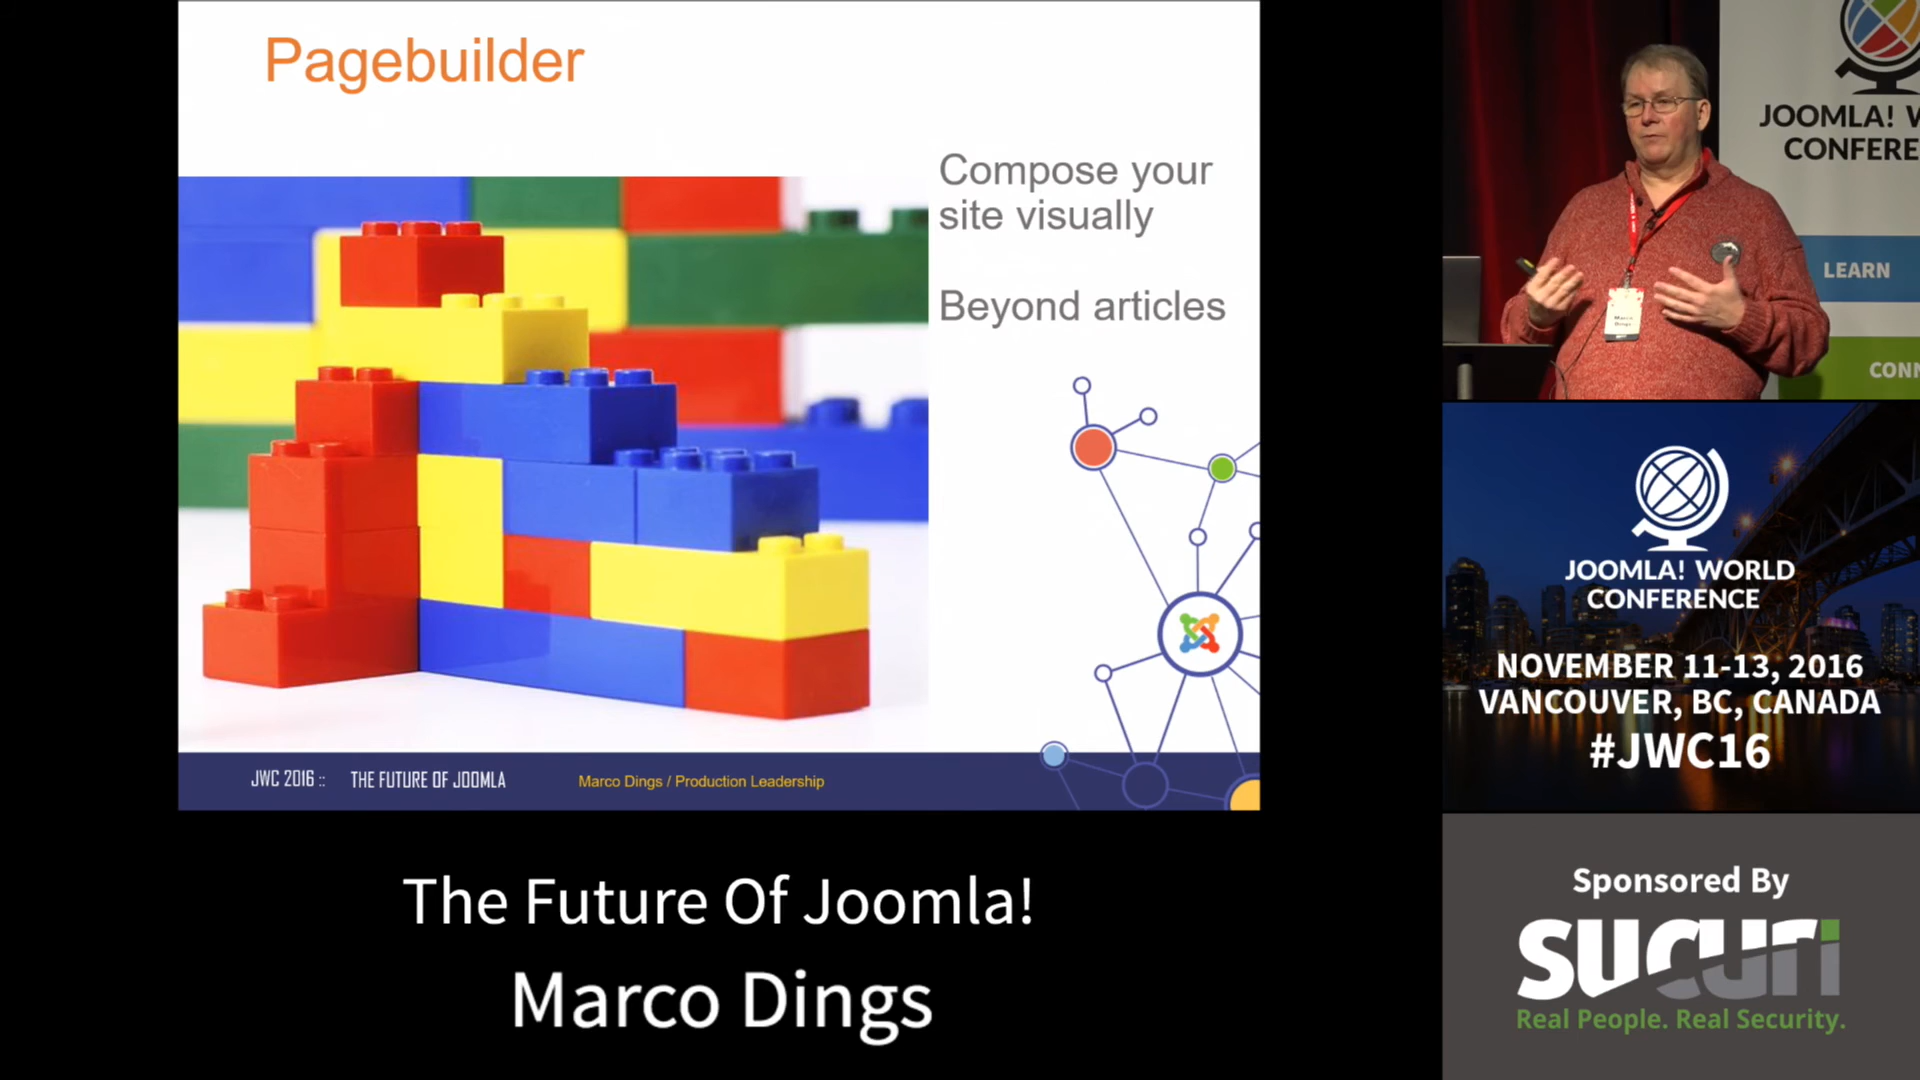 Pagebuilder
Compose your
site visually
Beyond articles
JWC 2016 :: THE FUTURE OF JOOMLA Marco Dings / Production Leadership
The Future Of Joomla!
Marco Dings
JOOMLA! W
CONFERE
LEARN
CONN
Marco
Dings
JOOMLA! WORLD
CONFERENCE
NOVEMBER 11-13, 2016
VANCOUVER, BC, CANADA
#JWC16
Sponsored By
SUCURI
Real People. Real Security.